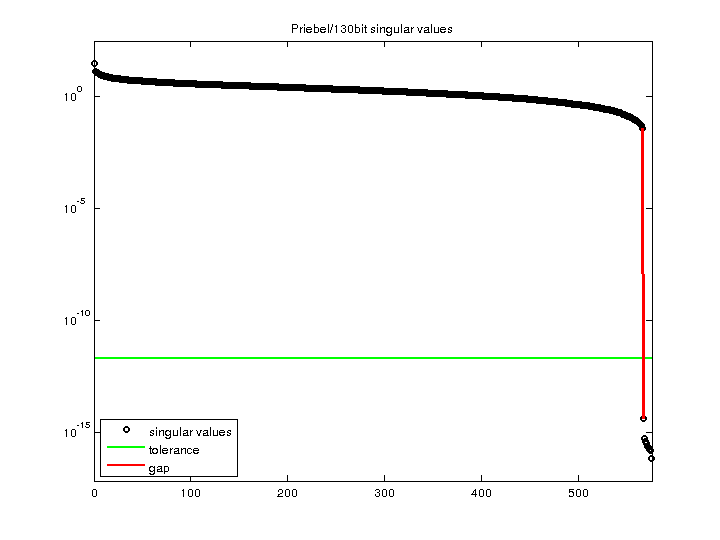 Priebel/130bit singular values
10^0
10^-5
10^-10
10^-15
singular values
tolerance
gap
0 100 200 300 400 500